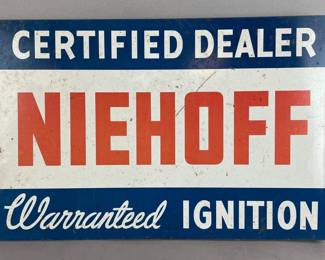 CERTIFIED DEALER
NIEHOFF
Warranteed IGNITION